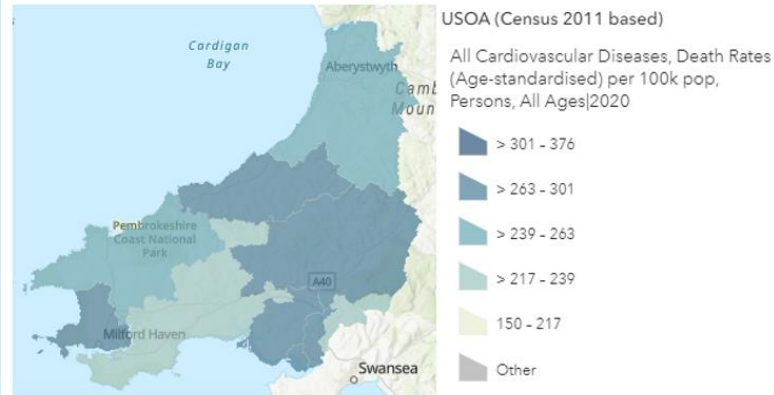 Cardigan
Bay
Aberystwyth
Camb
Moun
Pembrokeshire
Coast National
Park
A40
Milford Haven
Swansea
USOA (Census 2011 based)
All Cardiovascular Diseases, Death Rates
(Age-standardised) per 100k pop,
Persons, All Ages|2020
> 301 - 376
> 263 - 301
> 239 - 263
> 217 - 239
150 - 217
Other